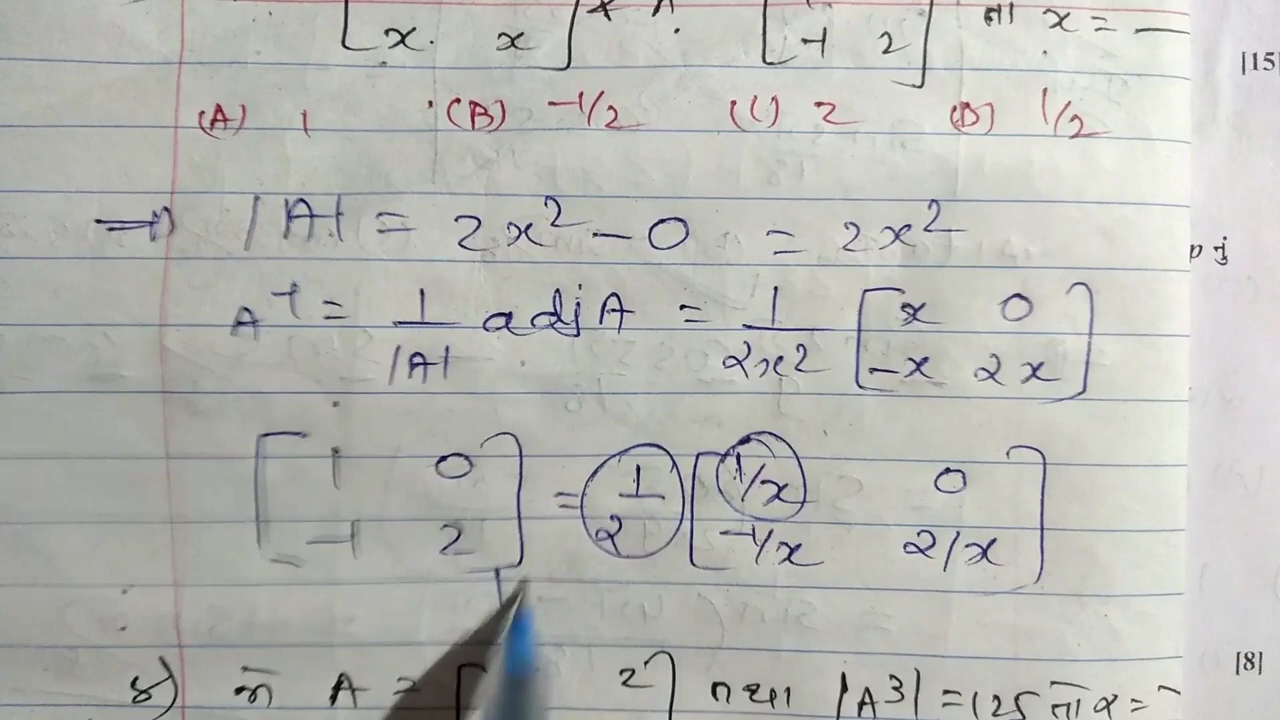 [x x] [-1 2] તો x = —
[15]
(A) 1 (B) -1/2 (C) 2 (D) 1/2
⇒ |A| = 2x² - 0 = 2x²
A⁻¹ = 1/|A| adj A = 1/2x² [x 0
-x 2x]
[1 0
-1 2] = 1/2 [1/x 0
-1/x 2/x]
[8]
A = [ 2] તથા |A³| = 125 તો α = —